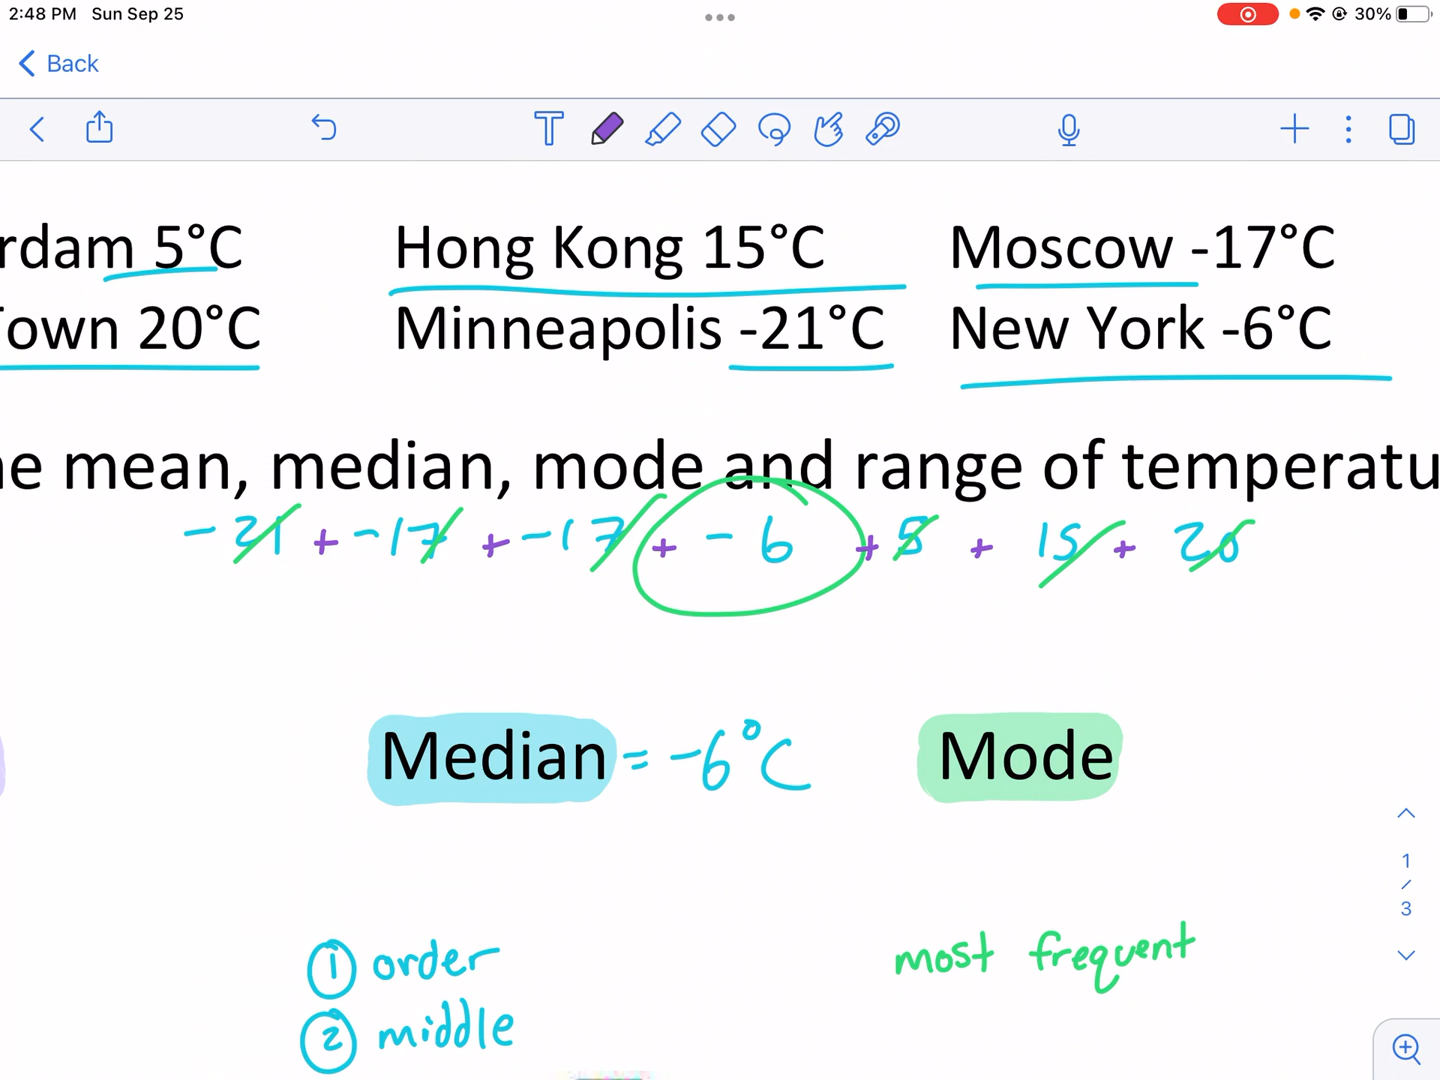 2:48 PM Sun Sep 25
30%
Back
rdam 5°C Hong Kong 15°C Moscow -17°C
Town 20°C Minneapolis -21°C New York -6°C
e mean, median, mode and range of temperatu
-21 + -17 + -17 + -6 + 5 + 15 + 20
Median = -6°C Mode
1
/
3
① order
② middle
most frequent